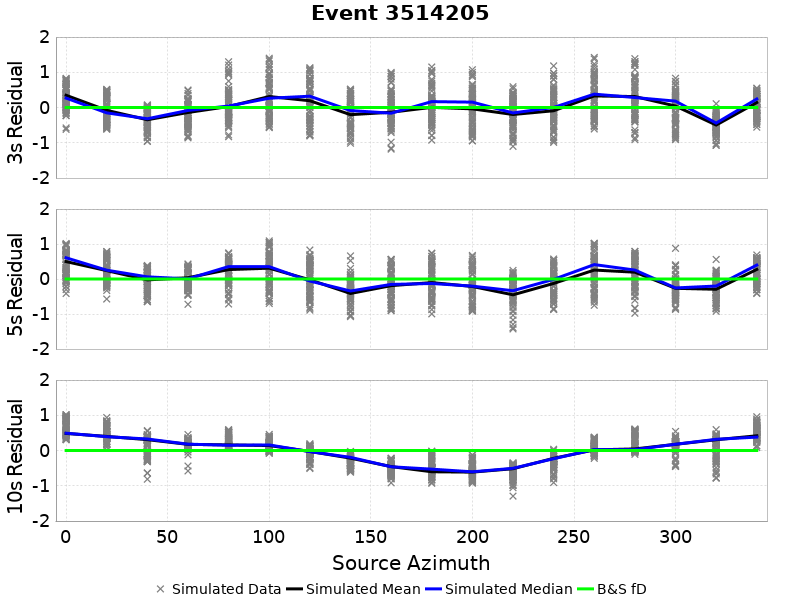 Event 3514205
2
1
0
-1
-2
3s Residual
2
1
0
-1
-2
5s Residual
2
1
0
-1
-2
10s Residual
0 50 100 150 200 250 300
Source Azimuth
Simulated Data Simulated Mean Simulated Median B&S fD